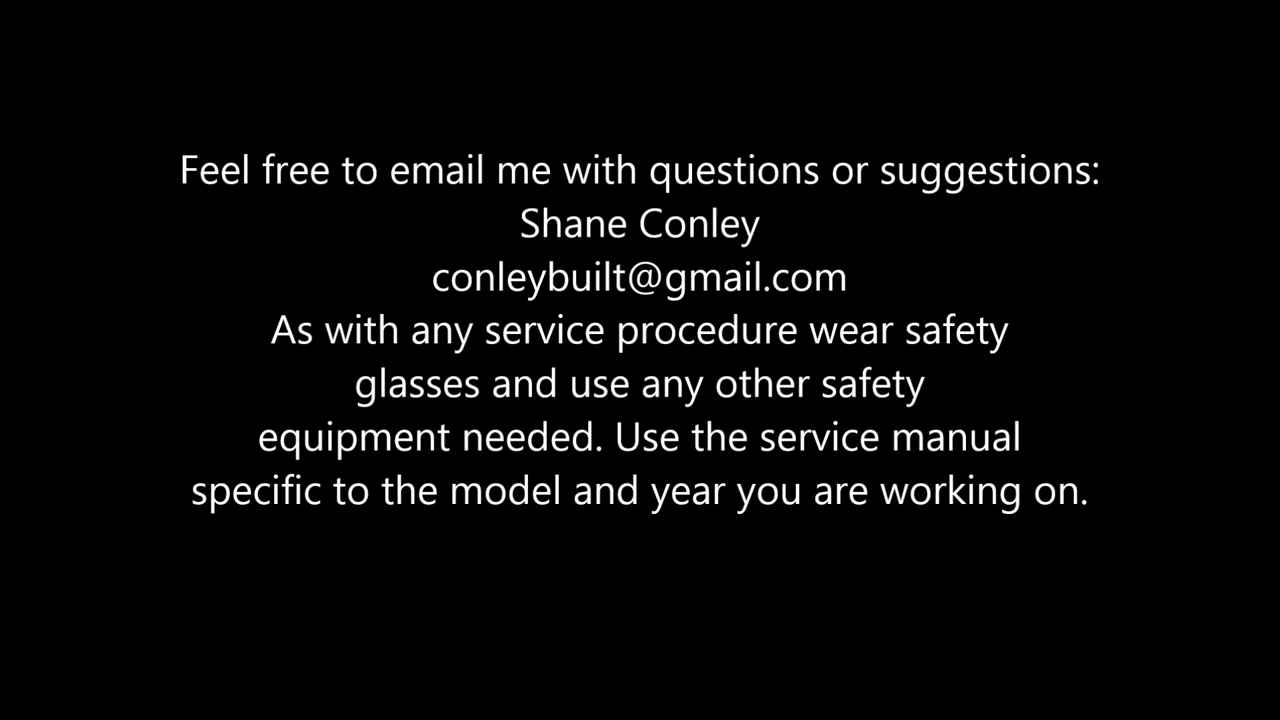 Feel free to email me with questions or suggestions:
Shane Conley
conleybuilt@gmail.com
As with any service procedure wear safety
glasses and use any other safety
equipment needed. Use the service manual
specific to the model and year you are working on.